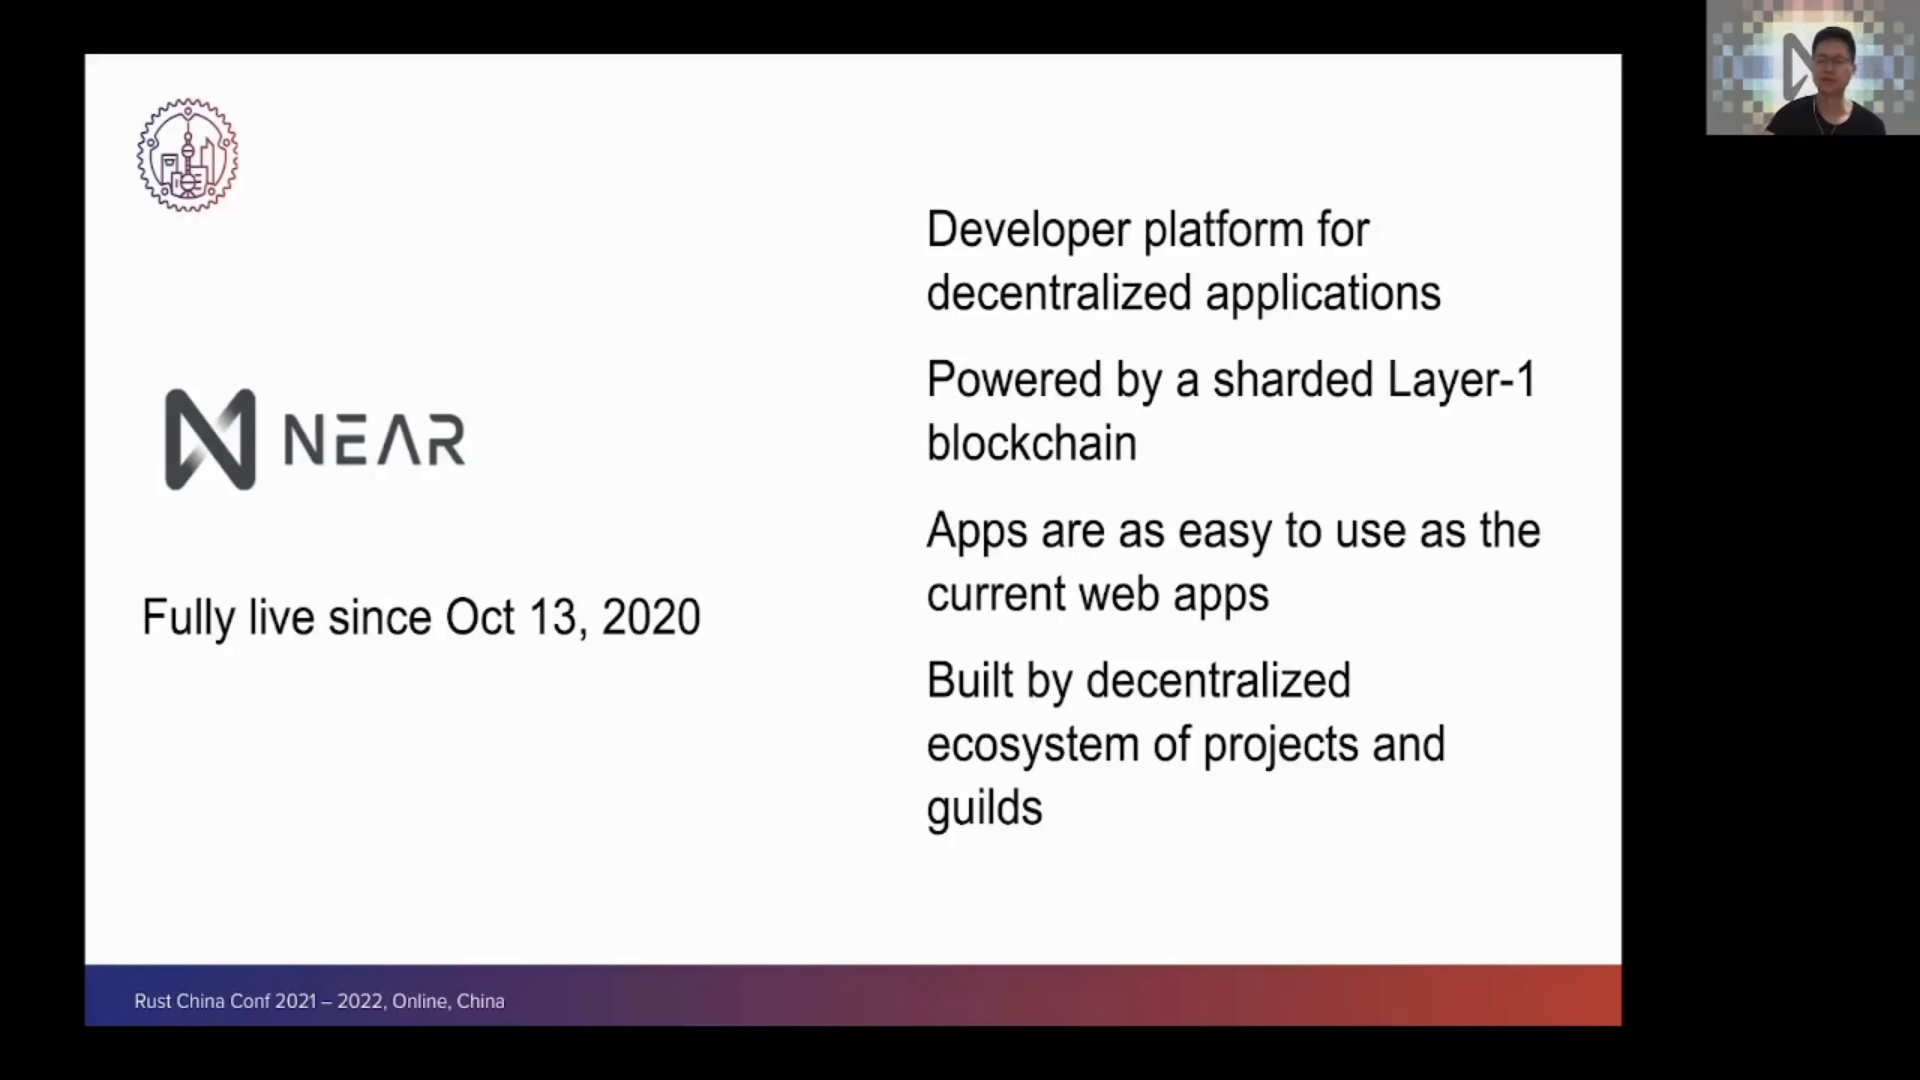 NEAR
Fully live since Oct 13, 2020
Developer platform for
decentralized applications
Powered by a sharded Layer-1
blockchain
Apps are as easy to use as the
current web apps
Built by decentralized
ecosystem of projects and
guilds
Rust China Conf 2021 – 2022, Online, China